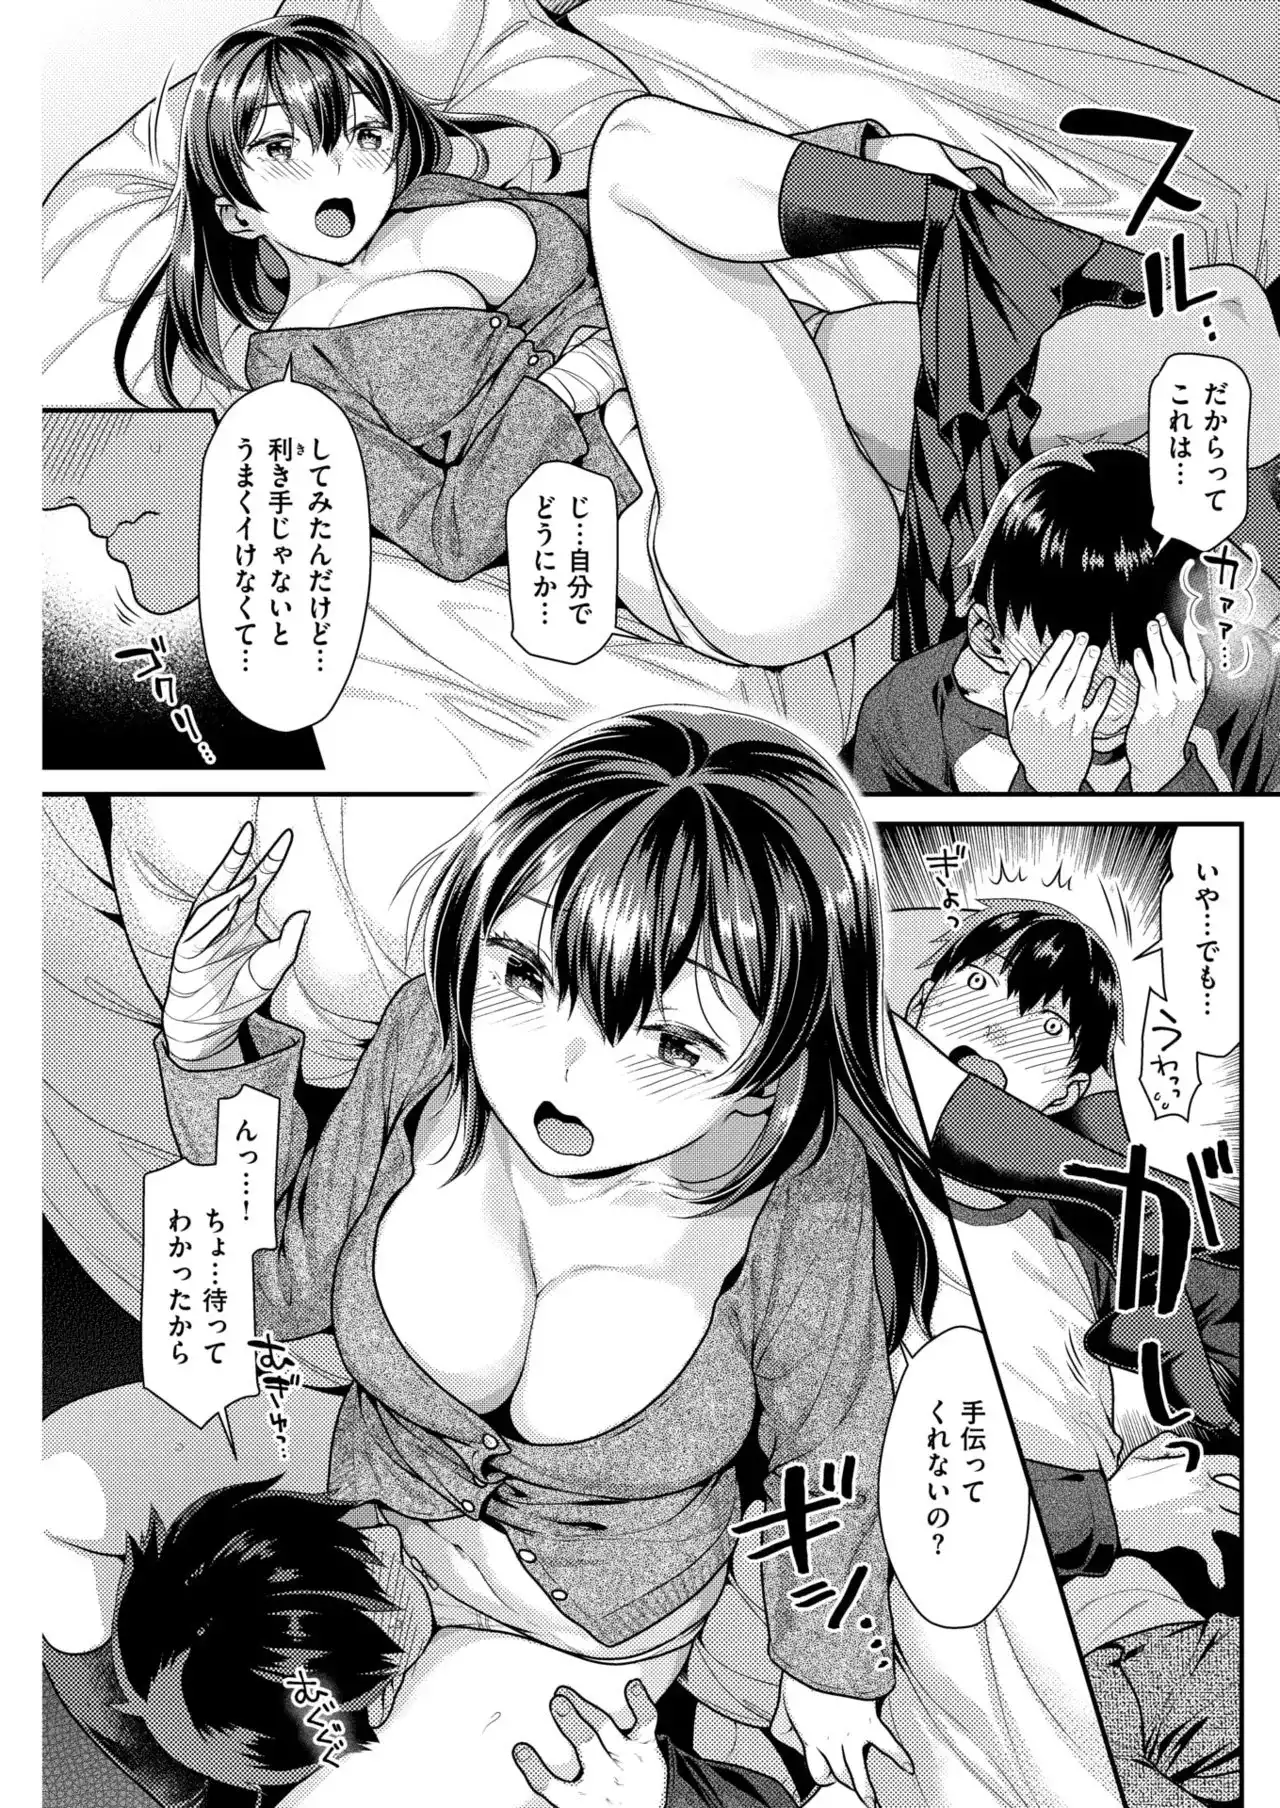 スル…
だからって
これは…
カァァ…
じ…自分で
どうにか…
してみたんだけど…
利き手じゃないと
うまくイけなくて…
ゴクリ…
いや…でも…
ギョっ
うわっっ
がしっ
手伝って
くれないの？
んっ…！
ちょ…待って
わかったから
むぎゅっ…
ギシ…
むぐぐぐ